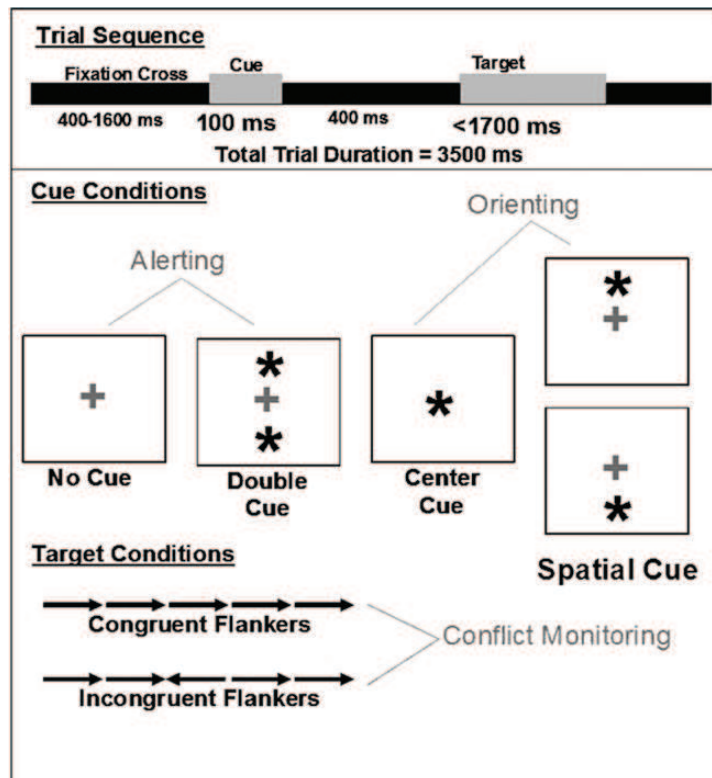 Trial Sequence
Fixation Cross Cue Target
400-1600 ms 100 ms 400 ms <1700 ms
Total Trial Duration = 3500 ms
Cue Conditions
Orienting
Alerting
No Cue
Double
Cue
Center
Cue
Spatial Cue
Target Conditions
Congruent Flankers
Conflict Monitoring
Incongruent Flankers